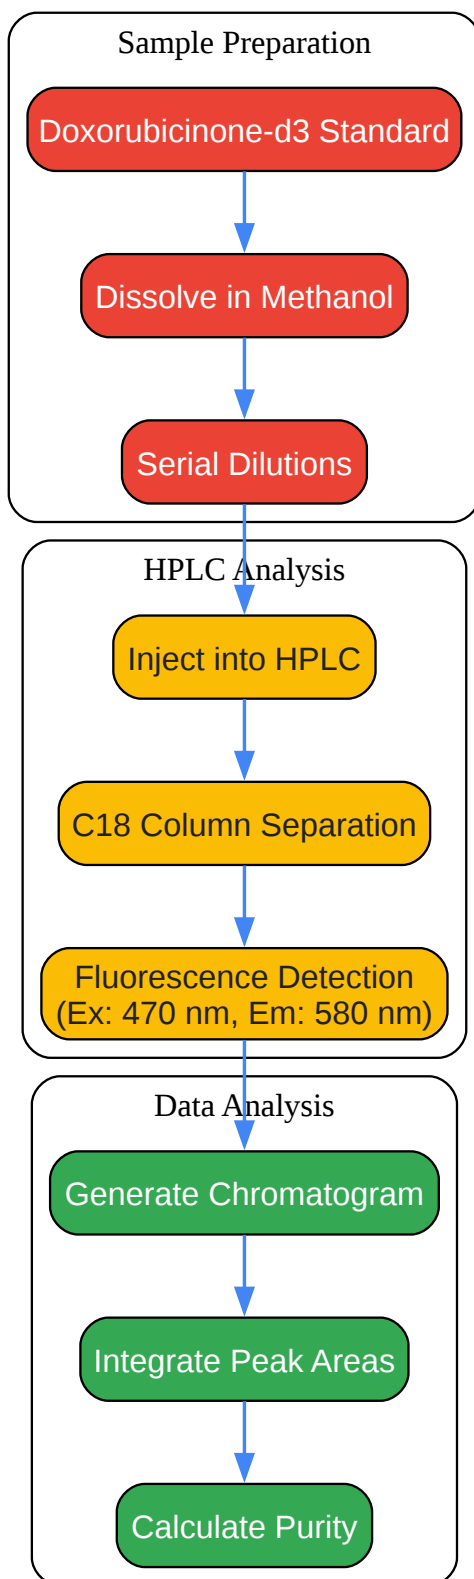 Sample Preparation
Doxorubicinone-d3 Standard
Dissolve in Methanol
Serial Dilutions
HPLC Analysis
Inject into HPLC
C18 Column Separation
Fluorescence Detection
(Ex: 470 nm, Em: 580 nm)
Data Analysis
Generate Chromatogram
Integrate Peak Areas
Calculate Purity